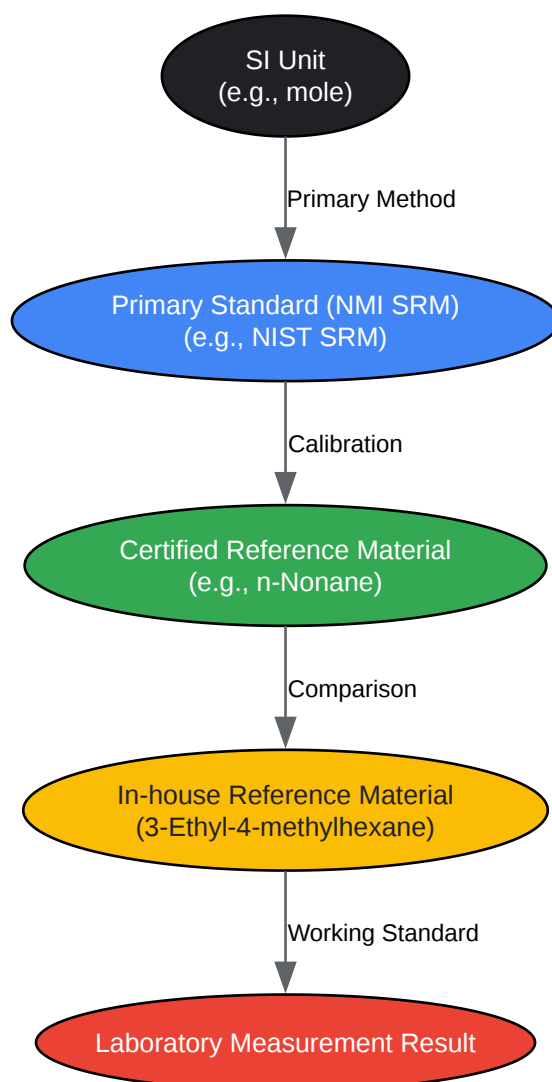 SI Unit
(e.g., mole)
Primary Method
Primary Standard (NMI SRM)
(e.g., NIST SRM)
Calibration
Certified Reference Material
(e.g., n-Nonane)
Comparison
In-house Reference Material
(3-Ethyl-4-methylhexane)
Working Standard
Laboratory Measurement Result